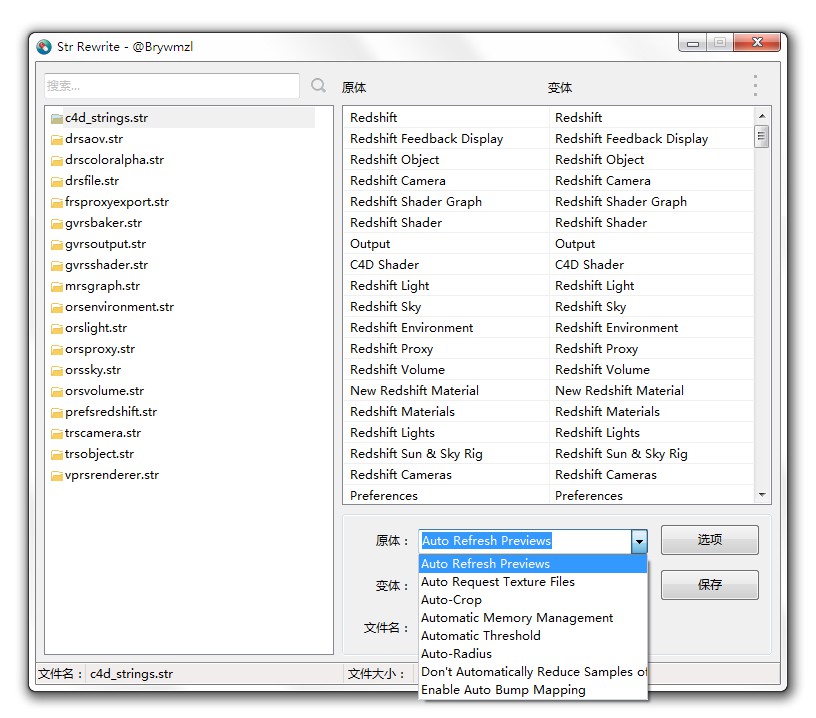 Str Rewrite - @Brywmzl
搜索...
原体 变体
c4d_strings.str
drsaov.str
drscoloralpha.str
drsfile.str
frsproxyexport.str
gvrsbaker.str
gvrsoutput.str
gvrsshader.str
mrsgraph.str
orsenvironment.str
orslight.str
orsproxy.str
orssky.str
orsvolume.str
prefsredshift.str
trscamera.str
trsobject.str
vprsrenderer.str
Redshift Redshift
Redshift Feedback Display Redshift Feedback Display
Redshift Object Redshift Object
Redshift Camera Redshift Camera
Redshift Shader Graph Redshift Shader Graph
Redshift Shader Redshift Shader
Output Output
C4D Shader C4D Shader
Redshift Light Redshift Light
Redshift Sky Redshift Sky
Redshift Environment Redshift Environment
Redshift Proxy Redshift Proxy
Redshift Volume Redshift Volume
New Redshift Material New Redshift Material
Redshift Materials Redshift Materials
Redshift Lights Redshift Lights
Redshift Sun & Sky Rig Redshift Sun & Sky Rig
Redshift Cameras Redshift Cameras
Preferences Preferences
原体： Auto Refresh Previews 选项
变体： 保存
文件名：
Auto Refresh Previews
Auto Request Texture Files
Auto-Crop
Automatic Memory Management
Automatic Threshold
Auto-Radius
Don't Automatically Reduce Samples of
Enable Auto Bump Mapping
文件名： c4d_strings.str 文件大小：